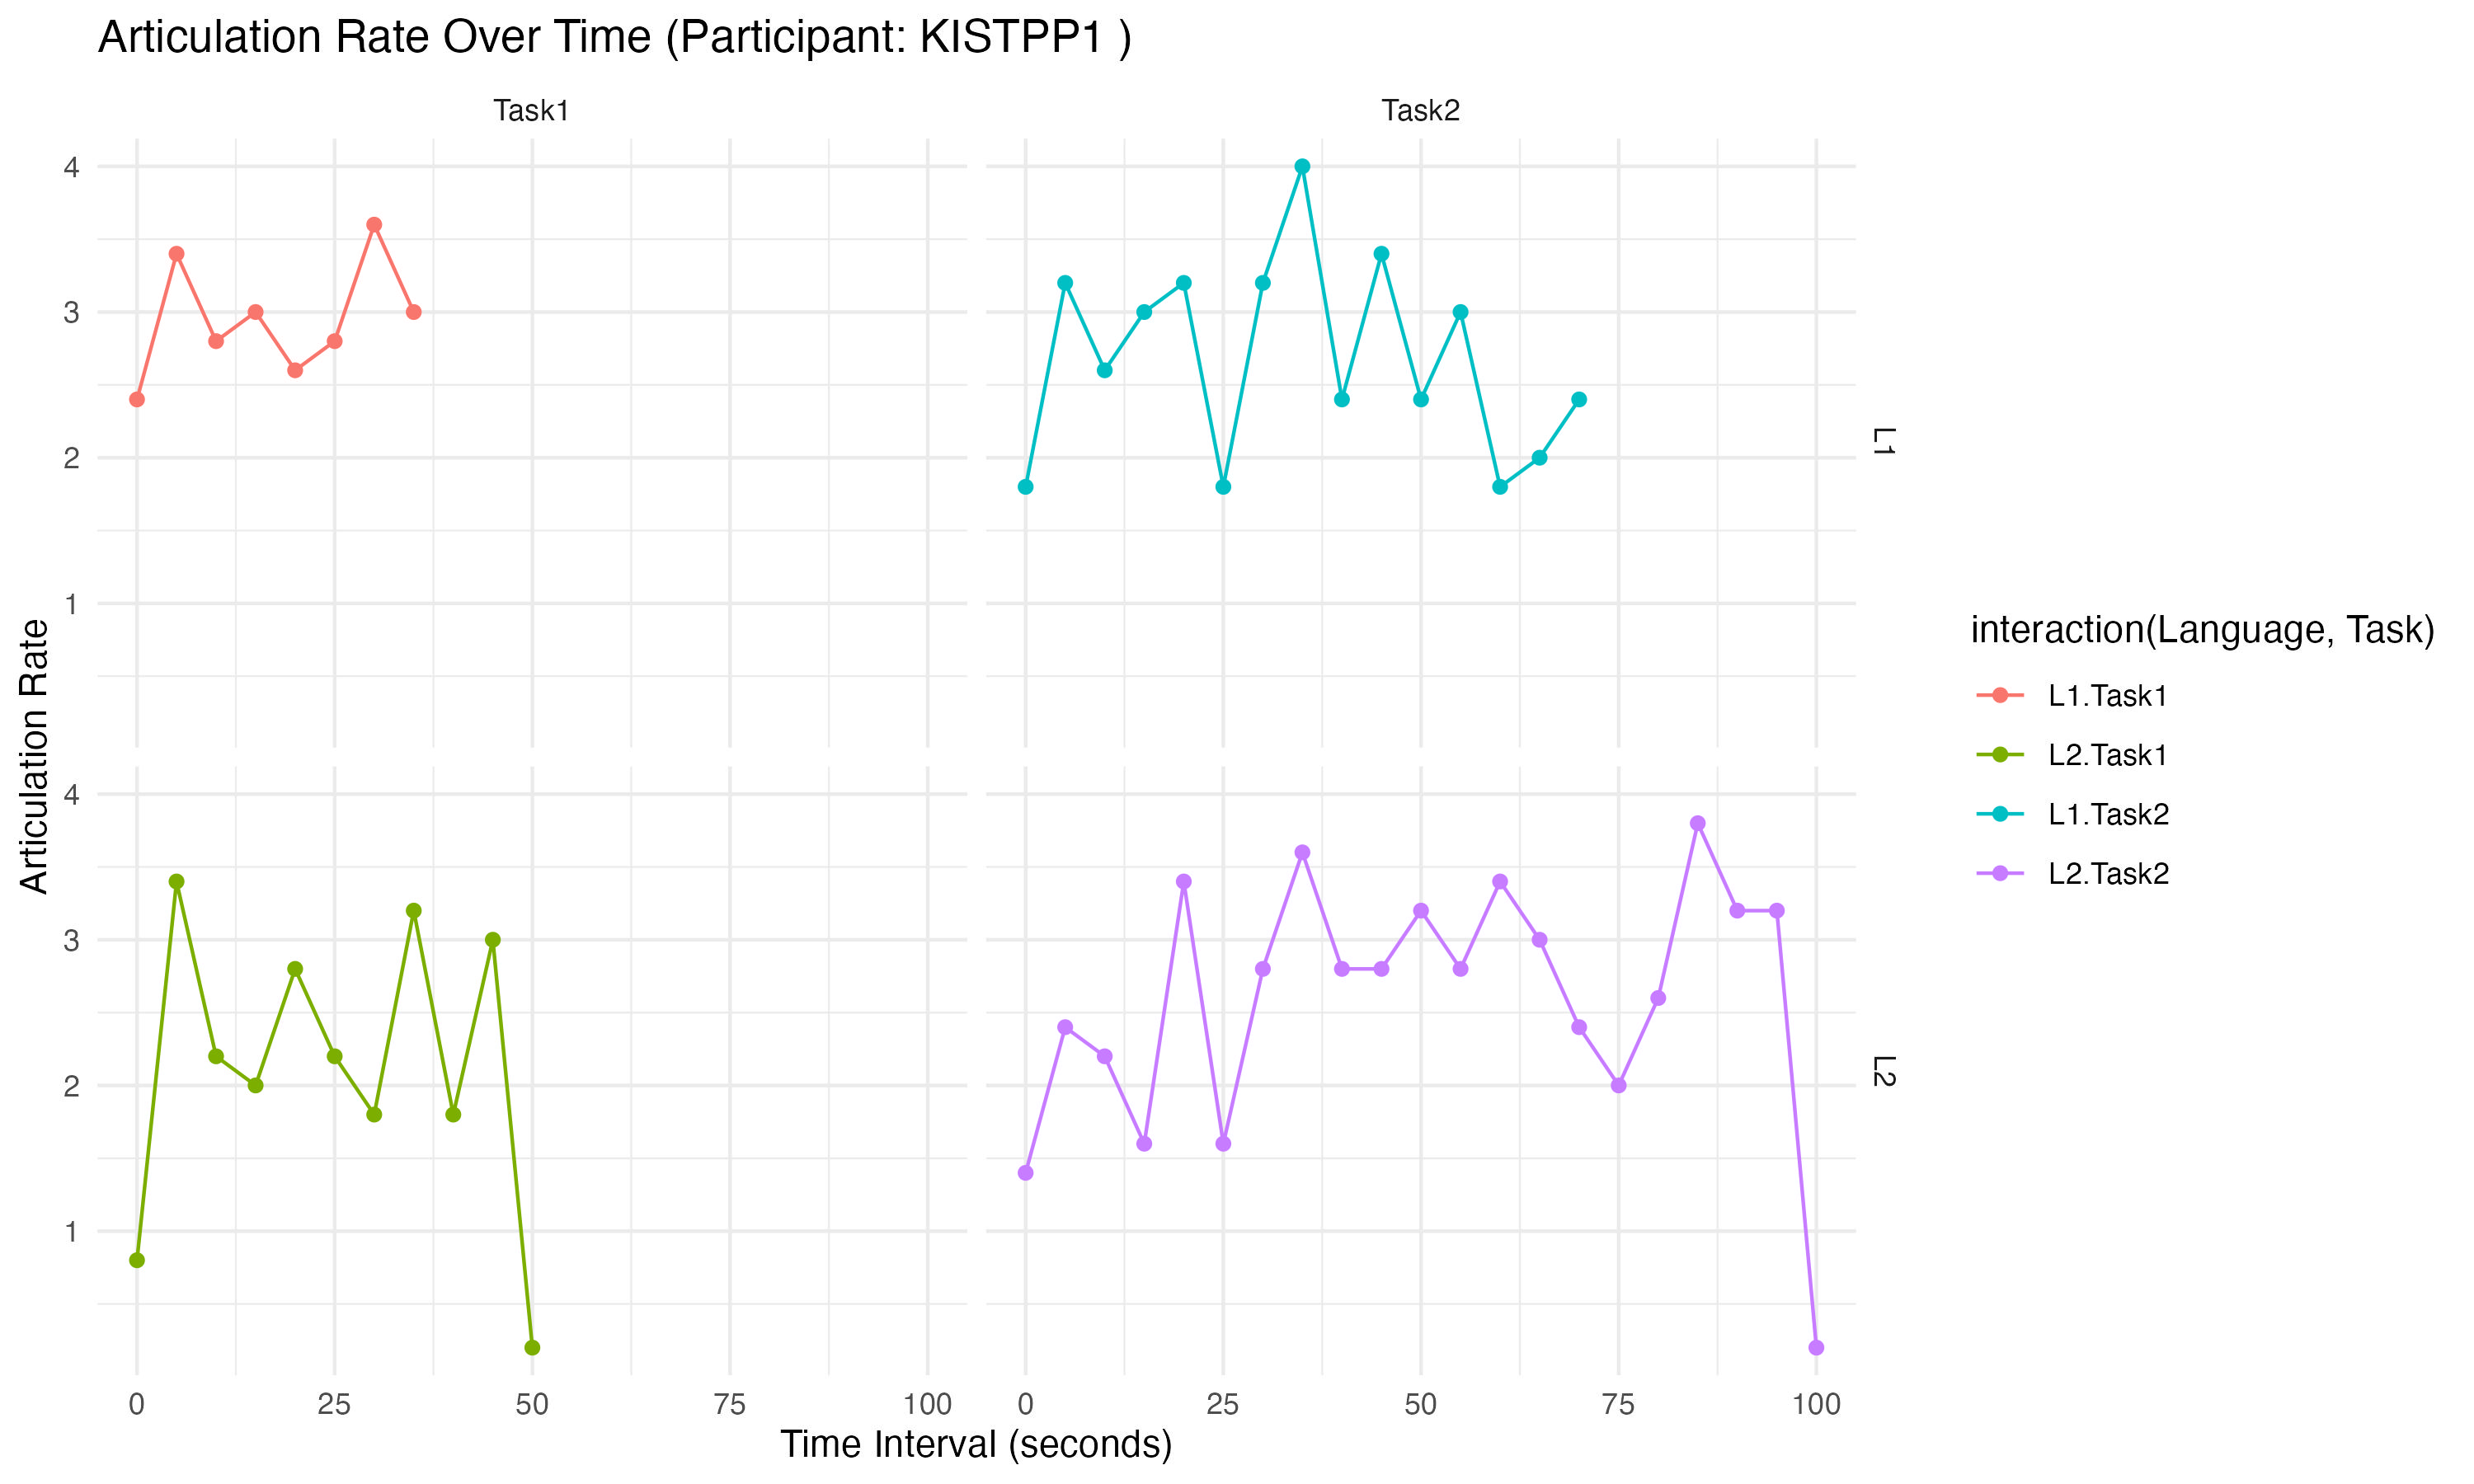 Articulation Rate Over Time (Participant: KISTPP1 )
Task1
Task2
4
3
2
1
L1
Articulation Rate
4
3
2
1
L2
0 25 50 75 100
0 25 50 75 100
Time Interval (seconds)
interaction(Language, Task)
L1.Task1
L2.Task1
L1.Task2
L2.Task2